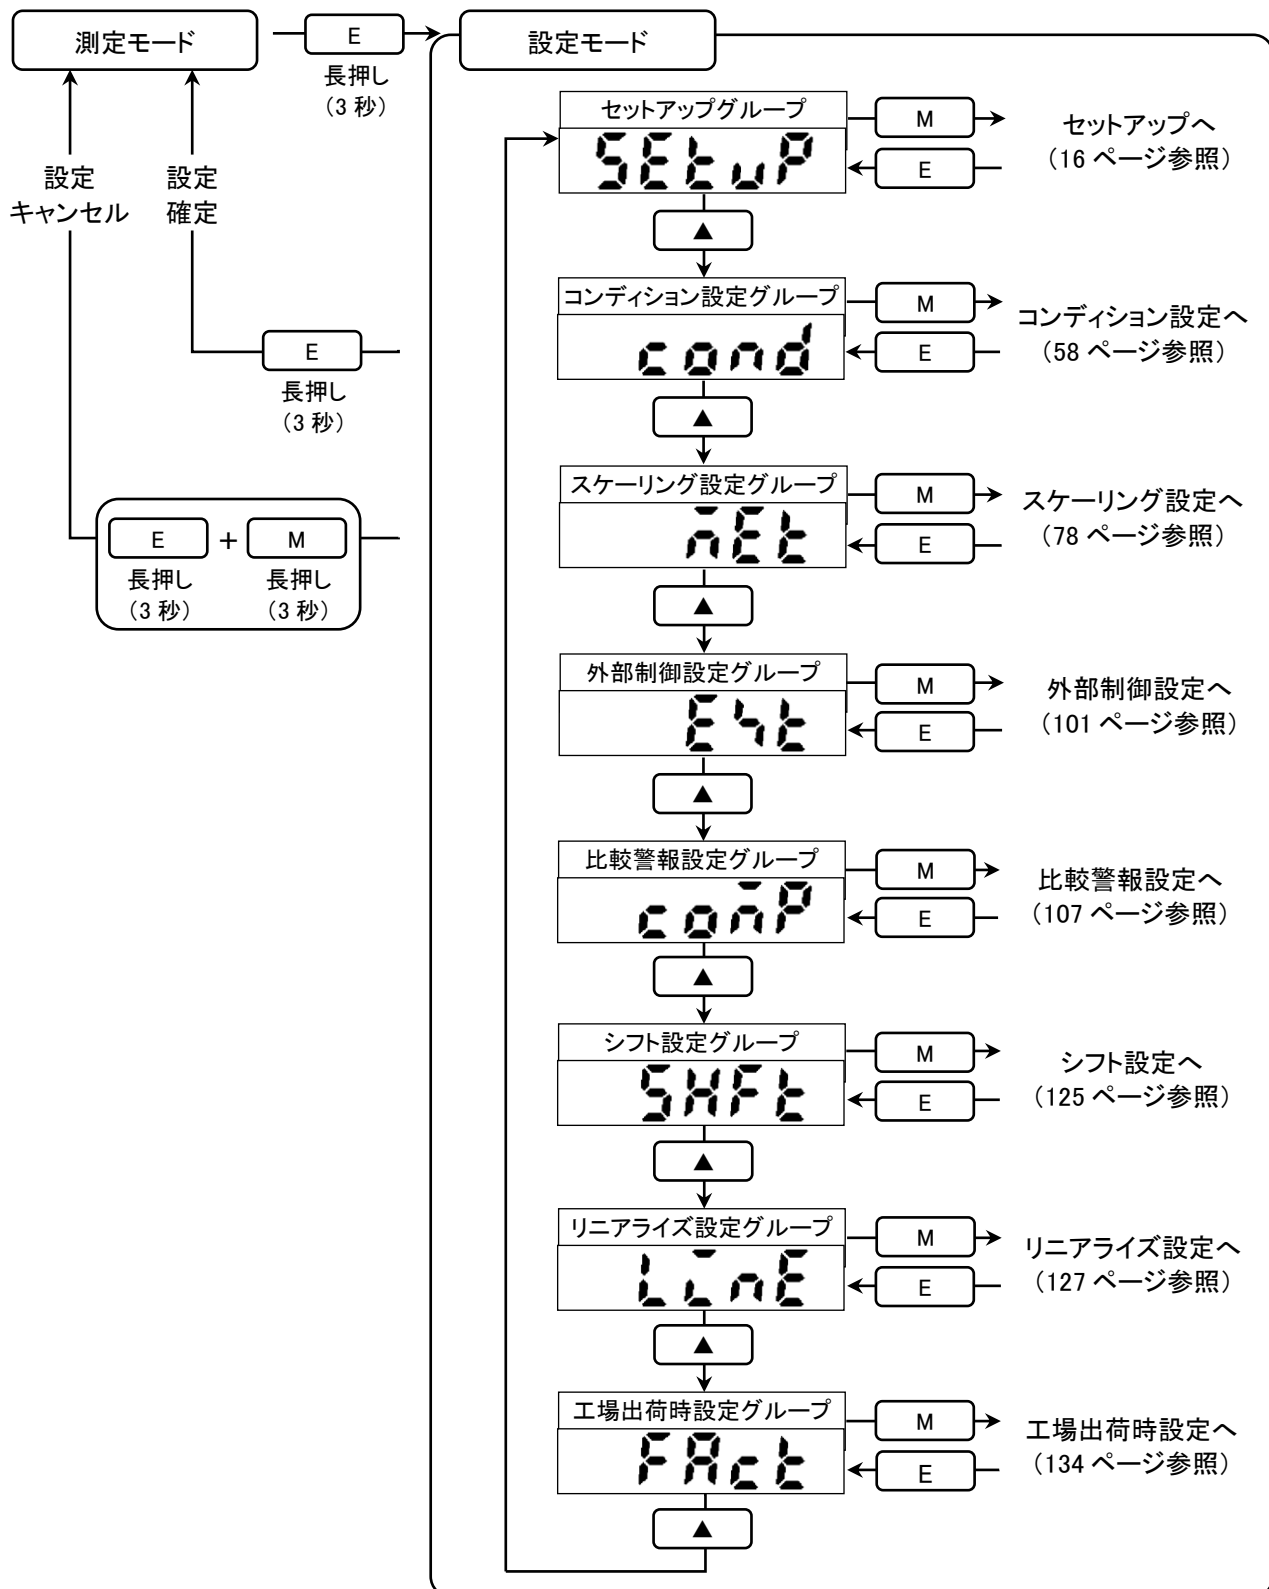 測定モード
E
長押し
(3 秒)
設定モード
設定
キャンセル
設定
確定
E
長押し
(3 秒)
E
+
M
長押し
(3 秒)
長押し
(3 秒)
セットアップグループ
SEtuP
M
E
セットアップへ
(16 ページ参照)
▲
コンディション設定グループ
cond
M
E
コンディション設定へ
(58 ページ参照)
▲
スケーリング設定グループ
mEt
M
E
スケーリング設定へ
(78 ページ参照)
▲
外部制御設定グループ
Ext
M
E
外部制御設定へ
(101 ページ参照)
▲
比較警報設定グループ
comP
M
E
比較警報設定へ
(107 ページ参照)
▲
シフト設定グループ
SHFt
M
E
シフト設定へ
(125 ページ参照)
▲
リニアライズ設定グループ
LinE
M
E
リニアライズ設定へ
(127 ページ参照)
▲
工場出荷時設定グループ
FAct
M
E
工場出荷時設定へ
(134 ページ参照)
▲